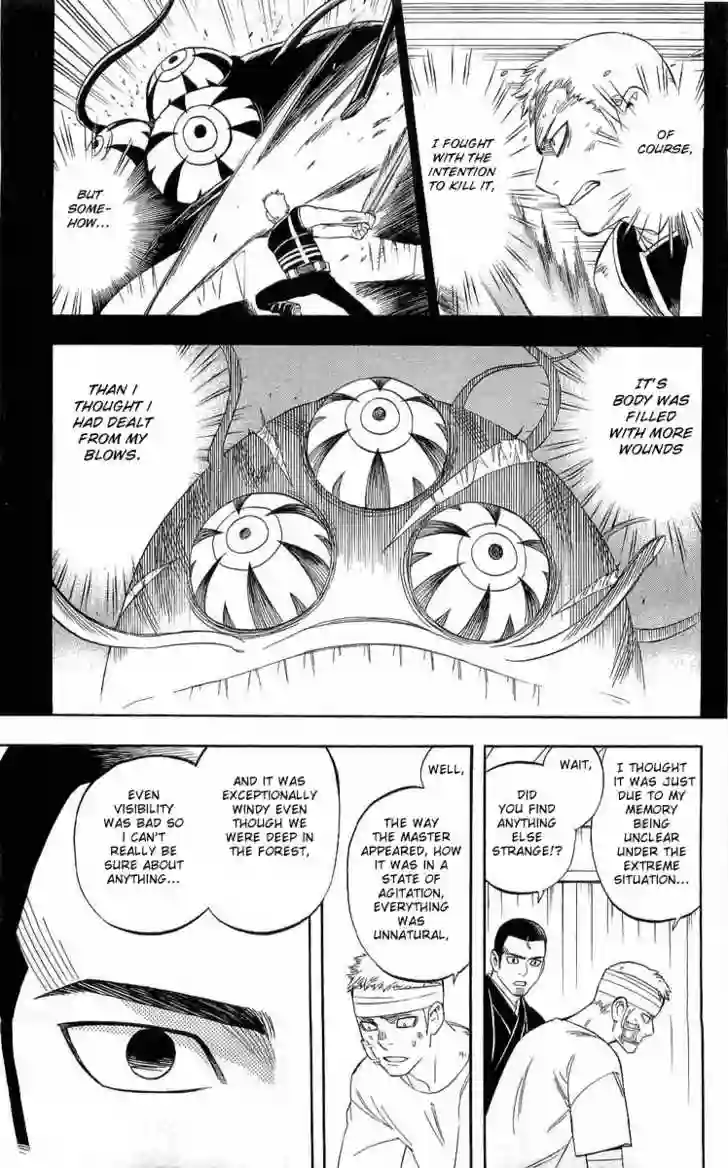 OF
COURSE,
I FOUGHT
WITH THE
INTENTION
TO KILL IT,
BUT
SOME-
HOW...
IT'S
BODY WAS
FILLED
WITH MORE
WOUNDS
THAN I
THOUGHT I
HAD DEALT
FROM MY
BLOWS.
I THOUGHT
IT WAS JUST
DUE TO MY
MEMORY
BEING
UNCLEAR
UNDER THE
EXTREME
SITUATION...
WAIT,
DID
YOU FIND
ANYTHING
ELSE
STRANGE!?
WELL,
THE WAY
THE MASTER
APPEARED, HOW
IT WAS IN A
STATE OF
AGITATION,
EVERYTHING
WAS
UNNATURAL,
AND IT WAS
EXCEPTIONALLY
WINDY EVEN
THOUGH WE
WERE DEEP IN
THE FOREST,
EVEN
VISIBILITY
WAS BAD SO
I CAN'T
REALLY BE
SURE ABOUT
ANYTHING...